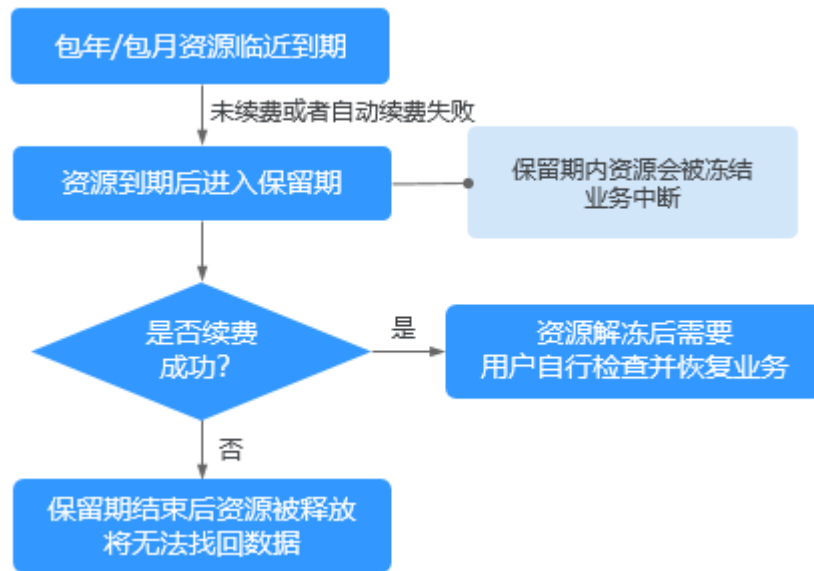 包年/包月资源临近到期
未续费或者自动续费失败
资源到期后进入保留期
保留期内资源会被冻结
业务中断
是否续费
成功?
是
资源解冻后需要
用户自行检查并恢复业务
否
保留期结束后资源被释放
将无法找回数据